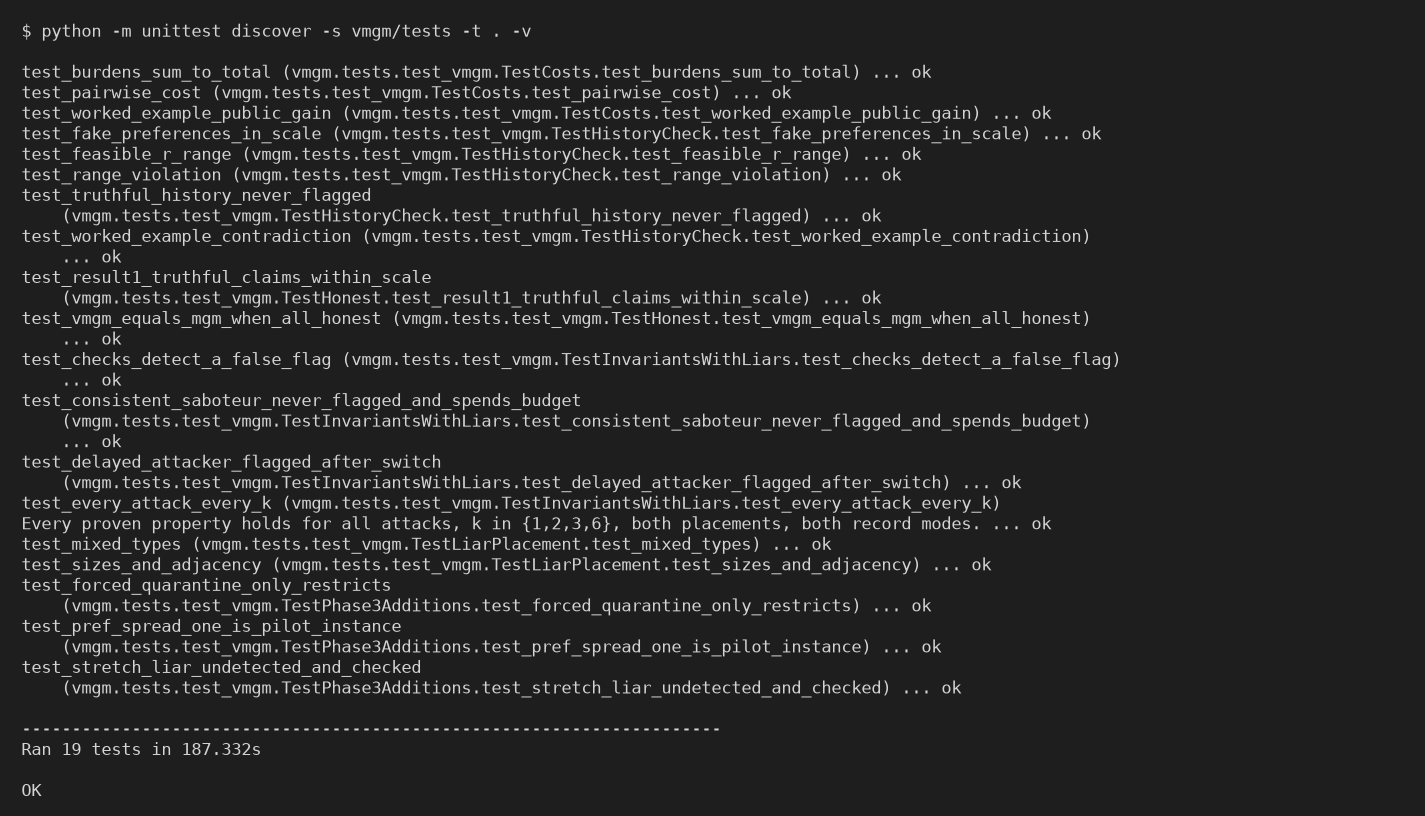 $ python -m unittest discover -s vmgm/tests -t . -v
test_burdens_sum_to_total (vmgm.tests.test_vmgm.TestCosts.test_burdens_sum_to_total) ... ok
test_pairwise_cost (vmgm.tests.test_vmgm.TestCosts.test_pairwise_cost) ... ok
test_worked_example_public_gain (vmgm.tests.test_vmgm.TestCosts.test_worked_example_public_gain) ... ok
test_fake_preferences_in_scale (vmgm.tests.test_vmgm.TestHistoryCheck.test_fake_preferences_in_scale) ... ok
test_feasible_r_range (vmgm.tests.test_vmgm.TestHistoryCheck.test_feasible_r_range) ... ok
test_range_violation (vmgm.tests.test_vmgm.TestHistoryCheck.test_range_violation) ... ok
test_truthful_history_never_flagged
    (vmgm.tests.test_vmgm.TestHistoryCheck.test_truthful_history_never_flagged) ... ok
test_worked_example_contradiction (vmgm.tests.test_vmgm.TestHistoryCheck.test_worked_example_contradiction)
    ... ok
test_result1_truthful_claims_within_scale
    (vmgm.tests.test_vmgm.TestHonest.test_result1_truthful_claims_within_scale) ... ok
test_vmgm_equals_mgm_when_all_honest (vmgm.tests.test_vmgm.TestHonest.test_vmgm_equals_mgm_when_all_honest)
    ... ok
test_checks_detect_a_false_flag (vmgm.tests.test_vmgm.TestInvariantsWithLiars.test_checks_detect_a_false_flag)
    ... ok
test_consistent_saboteur_never_flagged_and_spends_budget
    (vmgm.tests.test_vmgm.TestInvariantsWithLiars.test_consistent_saboteur_never_flagged_and_spends_budget)
    ... ok
test_delayed_attacker_flagged_after_switch
    (vmgm.tests.test_vmgm.TestInvariantsWithLiars.test_delayed_attacker_flagged_after_switch) ... ok
test_every_attack_every_k (vmgm.tests.test_vmgm.TestInvariantsWithLiars.test_every_attack_every_k)
Every proven property holds for all attacks, k in {1,2,3,6}, both placements, both record modes. ... ok
test_mixed_types (vmgm.tests.test_vmgm.TestLiarPlacement.test_mixed_types) ... ok
test_sizes_and_adjacency (vmgm.tests.test_vmgm.TestLiarPlacement.test_sizes_and_adjacency) ... ok
test_forced_quarantine_only_restricts
    (vmgm.tests.test_vmgm.TestPhase3Additions.test_forced_quarantine_only_restricts) ... ok
test_pref_spread_one_is_pilot_instance
    (vmgm.tests.test_vmgm.TestPhase3Additions.test_pref_spread_one_is_pilot_instance) ... ok
test_stretch_liar_undetected_and_checked
    (vmgm.tests.test_vmgm.TestPhase3Additions.test_stretch_liar_undetected_and_checked) ... ok
----------------------------------------------------------------------
Ran 19 tests in 187.332s
OK